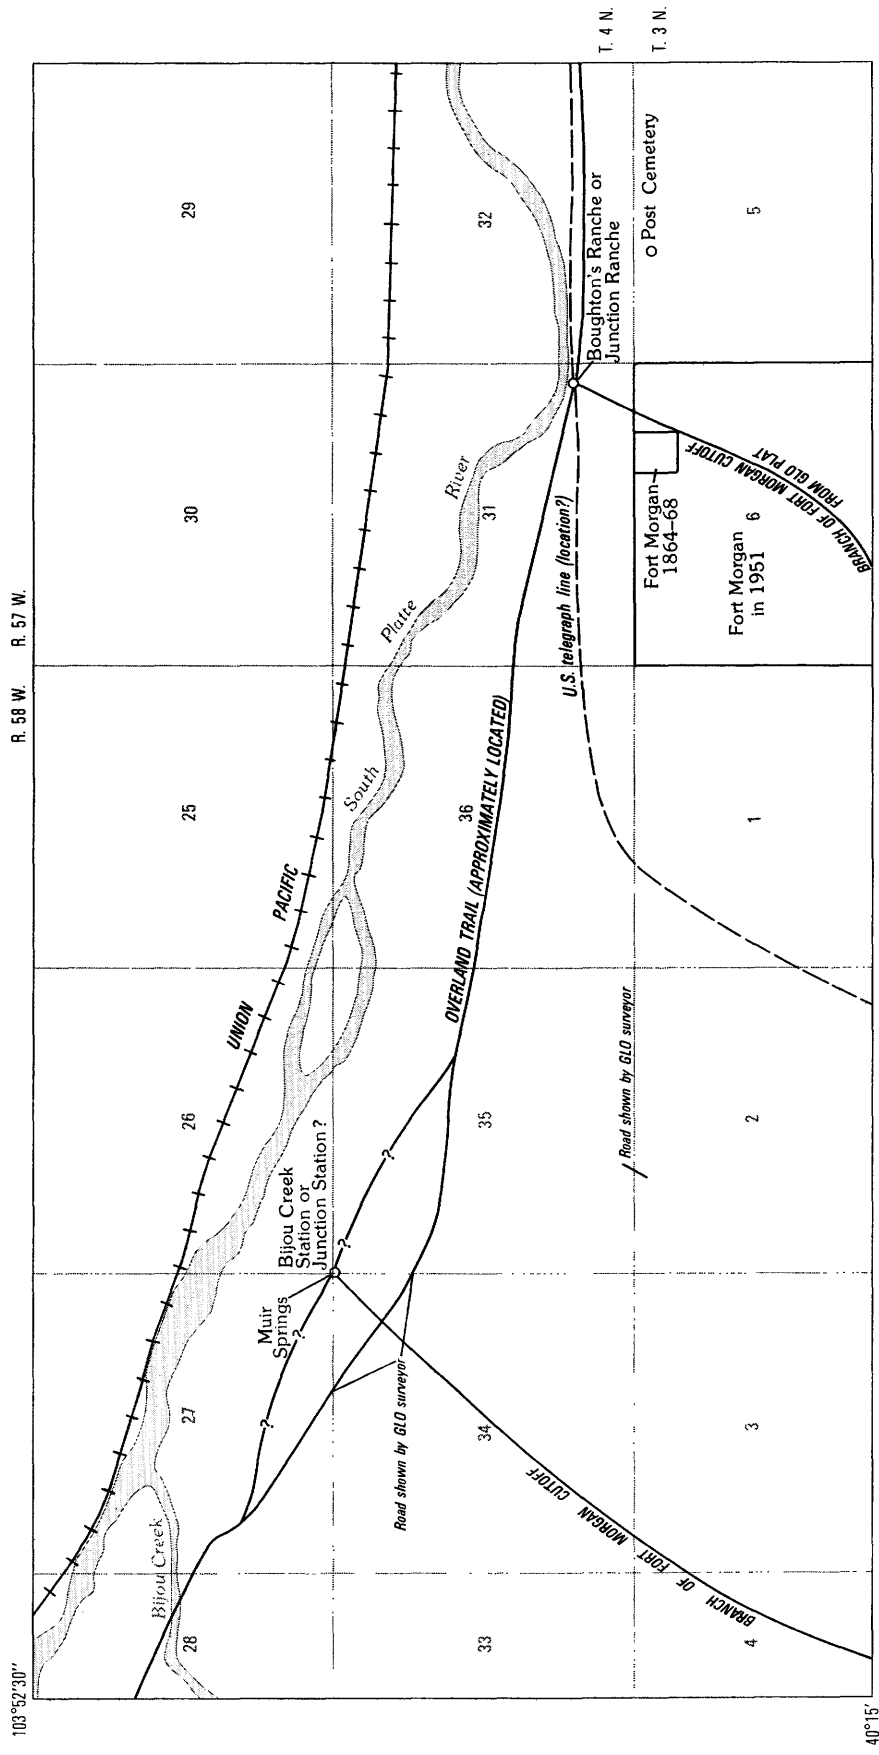 103°52'30"
R. 58 W.
R. 57 W.
28
27
26
25
30
29
Bijou Creek
UNION
PACIFIC
Muir
Springs
?
?
?
?
Bijou Creek
Station or
Junction Station?
South
Platte
River
33
34
35
36
31
32
Road shown by GLO surveyor
OVERLAND TRAIL (APPROXIMATELY LOCATED)
U.S. telegraph line (location?)
Boughton's Ranche or
Junction Ranche
T. 4 N.
T. 3 N.
Road shown by GLO surveyor
Fort Morgan
1864–68
Post Cemetery
4
3
2
1
6
5
Fort Morgan
in 1951
BRANCH OF FORT MORGAN CUTOFF
BRANCH OF FORT MORGAN CUTOFF
FROM GLO PLAT
40°15'